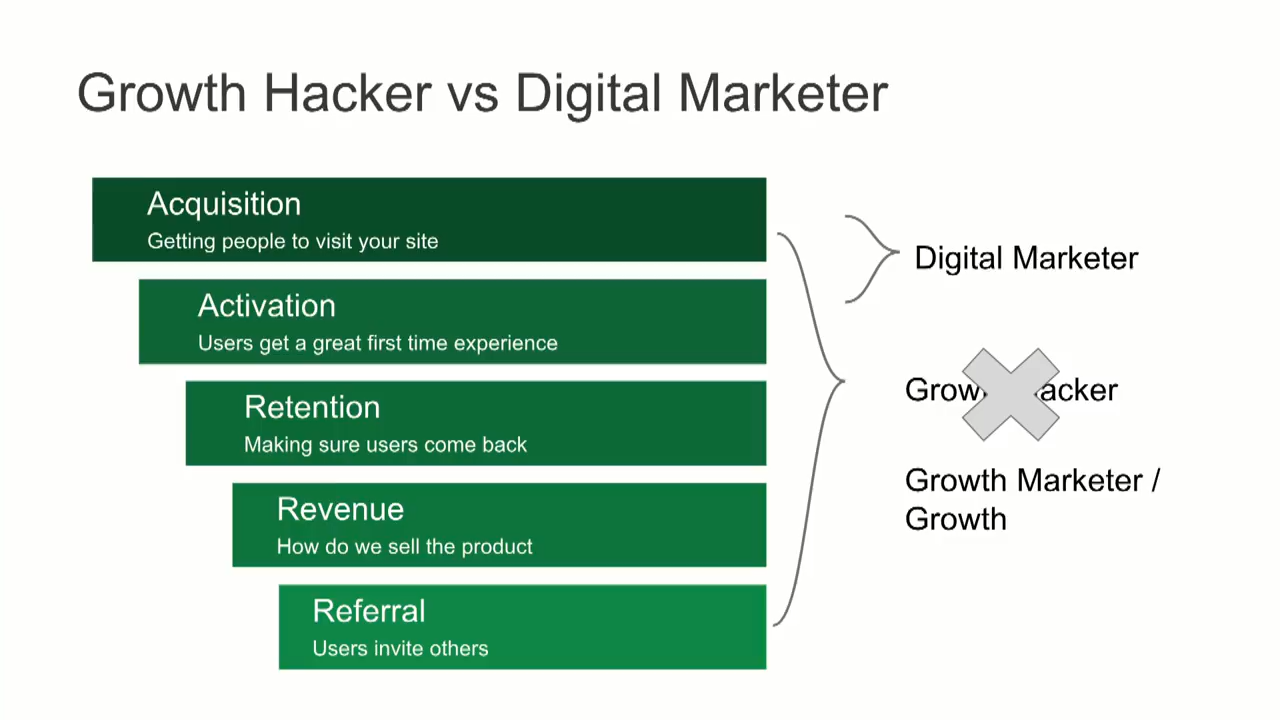 Growth Hacker vs Digital Marketer
Acquisition
Getting people to visit your site
Activation
Users get a great first time experience
Retention
Making sure users come back
Revenue
How do we sell the product
Referral
Users invite others
Digital Marketer
Growth Hacker
Growth Marketer /
Growth